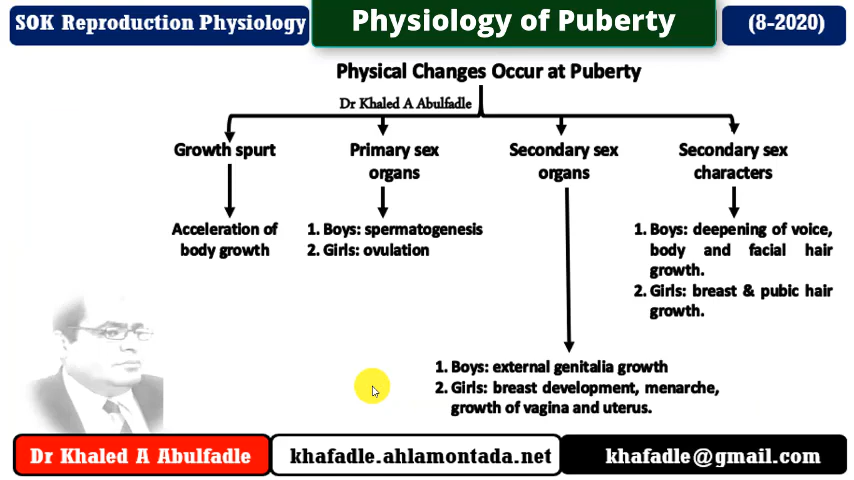 SOK Reproduction Physiology
Physiology of Puberty
(8-2020)
Physical Changes Occur at Puberty
Dr Khaled A Abulfadle
Growth spurt
Primary sex
organs
Secondary sex
organs
Secondary sex
characters
Acceleration of
body growth
1. Boys: spermatogenesis
2. Girls: ovulation
1. Boys: deepening of voice,
body and facial hair
growth.
2. Girls: breast & pubic hair
growth.
1. Boys: external genitalia growth
2. Girls: breast development, menarche,
growth of vagina and uterus.
Dr Khaled A Abulfadle
khafadle.ahlamontada.net
khafadle@gmail.com